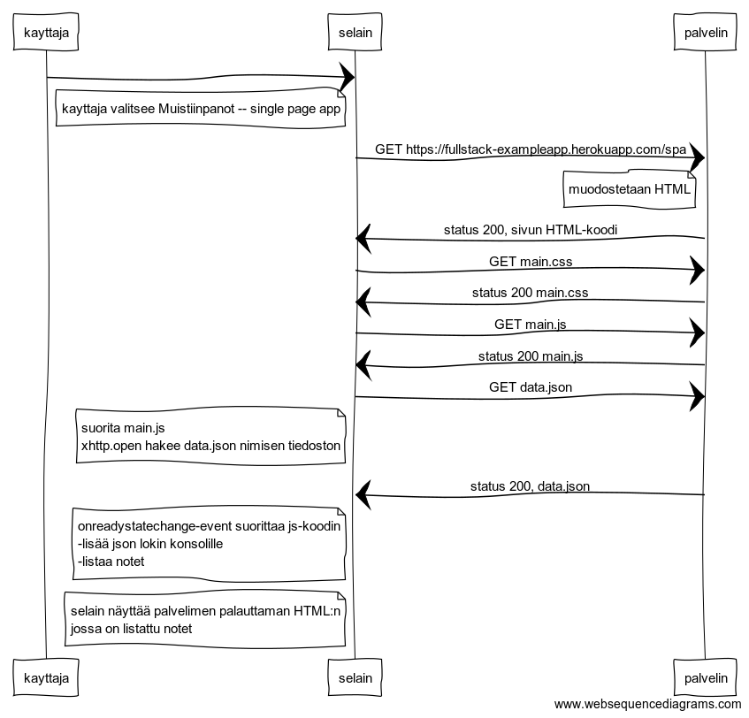 kayttaja
selain
palvelin
kayttaja valitsee Muistiinpanot -- single page app
GET https://fullstack-exampleapp.herokuapp.com/spa
muodostetaan HTML
status 200, sivun HTML-koodi
GET main.css
status 200 main.css
GET main.js
status 200 main.js
GET data.json
suorita main.js
xhttp.open hakee data.json nimisen tiedoston
status 200, data.json
onreadystatechange-event suorittaa js-koodin
-lisää json lokin konsolille
-listaa notet
selain näyttää palvelimen palauttaman HTML:n
jossa on listattu notet
kayttaja
selain
palvelin
www.websequencediagrams.com